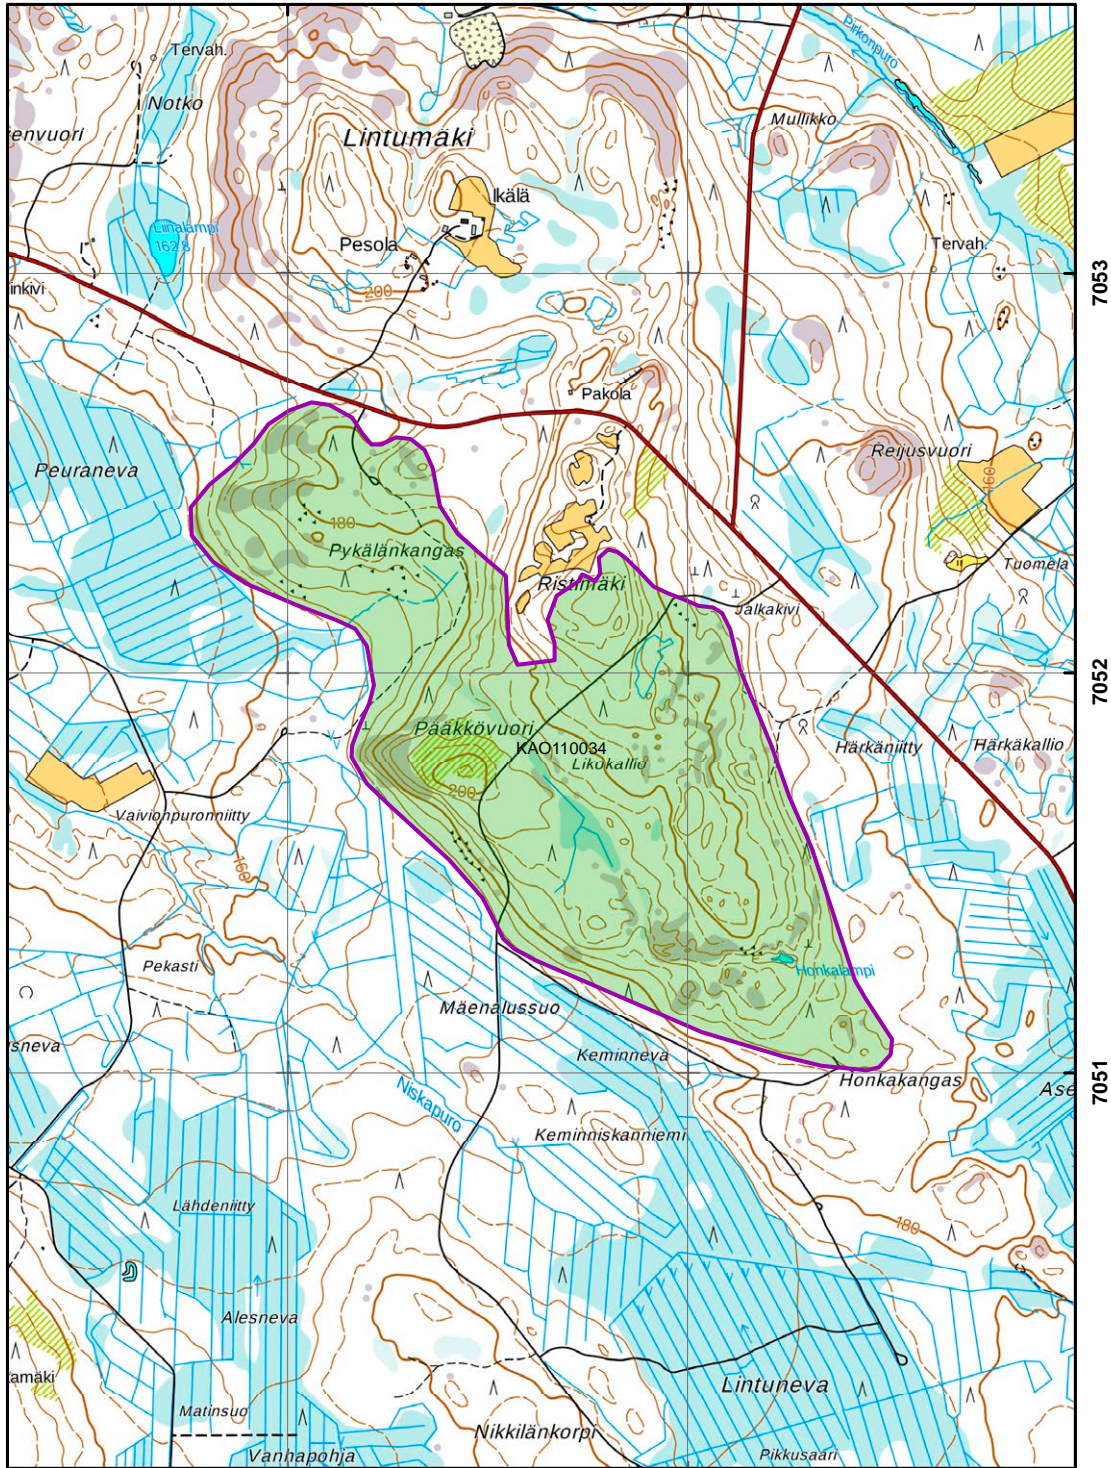 Pirkonpuro
Tervah.
Notko
envuori
Lintumäki
Mullikko
Ikälä
Linalampi
162.8
Pesola
Tervah.
inkivi
200
7053
Pakola
Peuraneva
Reijusvuori
160
180
Pykälänkangas
Ristimäki
Tuomela
Jalkakivi
7052
Pääkkövuori
KAO110034
Likokallio
Härkäniitty
Härkäkallio
200
Vaivionpuronniitty
160
Pekasti
Honkalampi
Mäenalussuo
sneva
Keminneva
Honkakangas
Ase
7051
Niskapuro
Keminniskanniemi
Lähdeniitty
180
Alesneva
amäki
Lintuneva
Matinsuo
Nikkilänkorpi
Vanhapohja
Pikkusaari